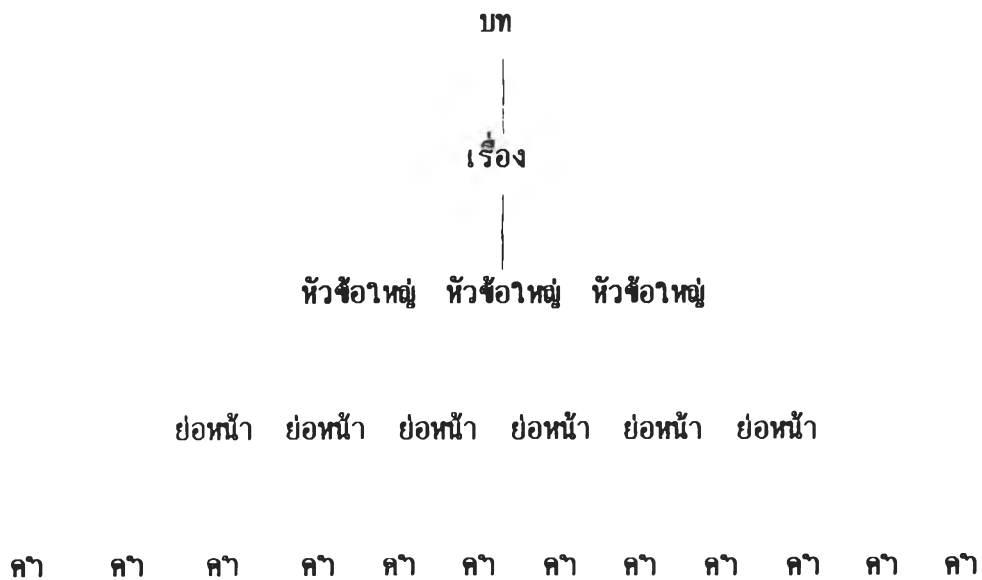 บท
เรื่อง
หัวข้อใหญ่ หัวข้อใหญ่ หัวข้อใหญ่
ย่อหน้า ย่อหน้า ย่อหน้า ย่อหน้า ย่อหน้า ย่อหน้า
คำ คำ คำ คำ คำ คำ คำ คำ คำ คำ คำ คำ